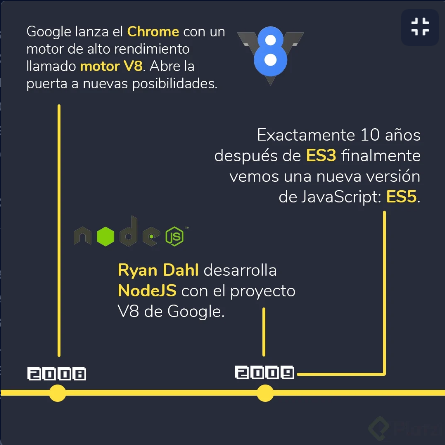 Google lanza el Chrome con un
motor de alto rendimiento
llamado motor V8. Abre la
puerta a nuevas posibilidades.
8
Exactamente 10 años
después de ES3 finalmente
vemos una nueva versión
de JavaScript: ES5.
node
JS
Ryan Dahl desarrolla
NodeJS con el proyecto
V8 de Google.
2008
2009